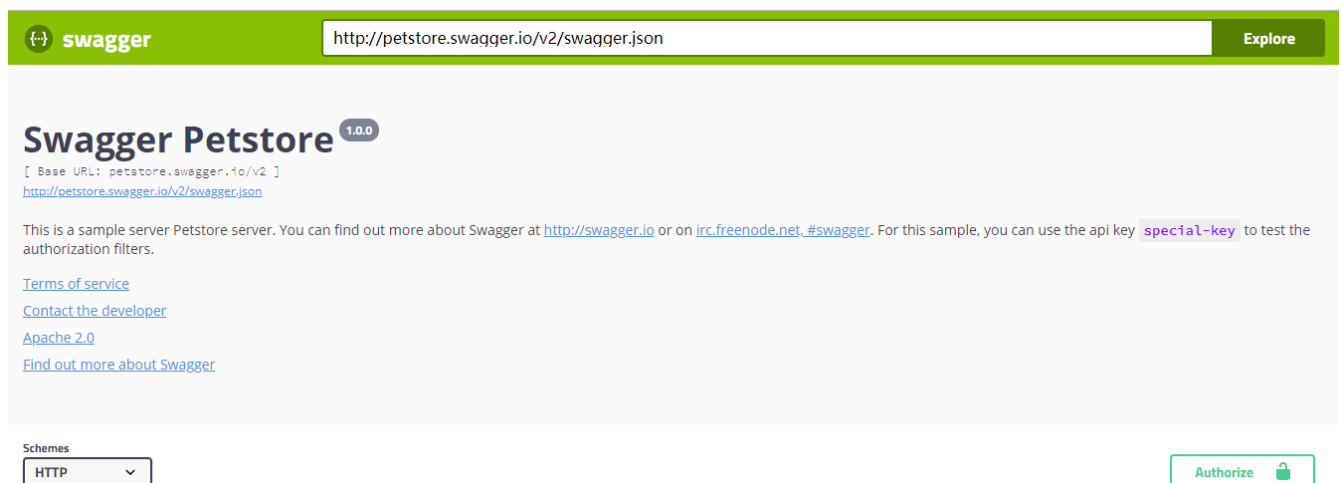 swagger
http://petstore.swagger.io/v2/swagger.json
Explore
Swagger Petstore 1.0.0
[ Base URL: petstore.swagger.io/v2 ]
http://petstore.swagger.io/v2/swagger.json
This is a sample server Petstore server. You can find out more about Swagger at http://swagger.io or on irc.freenode.net, #swagger. For this sample, you can use the api key special-key to test the
authorization filters.
Terms of service
Contact the developer
Apache 2.0
Find out more about Swagger
Schemes
HTTP
Authorize